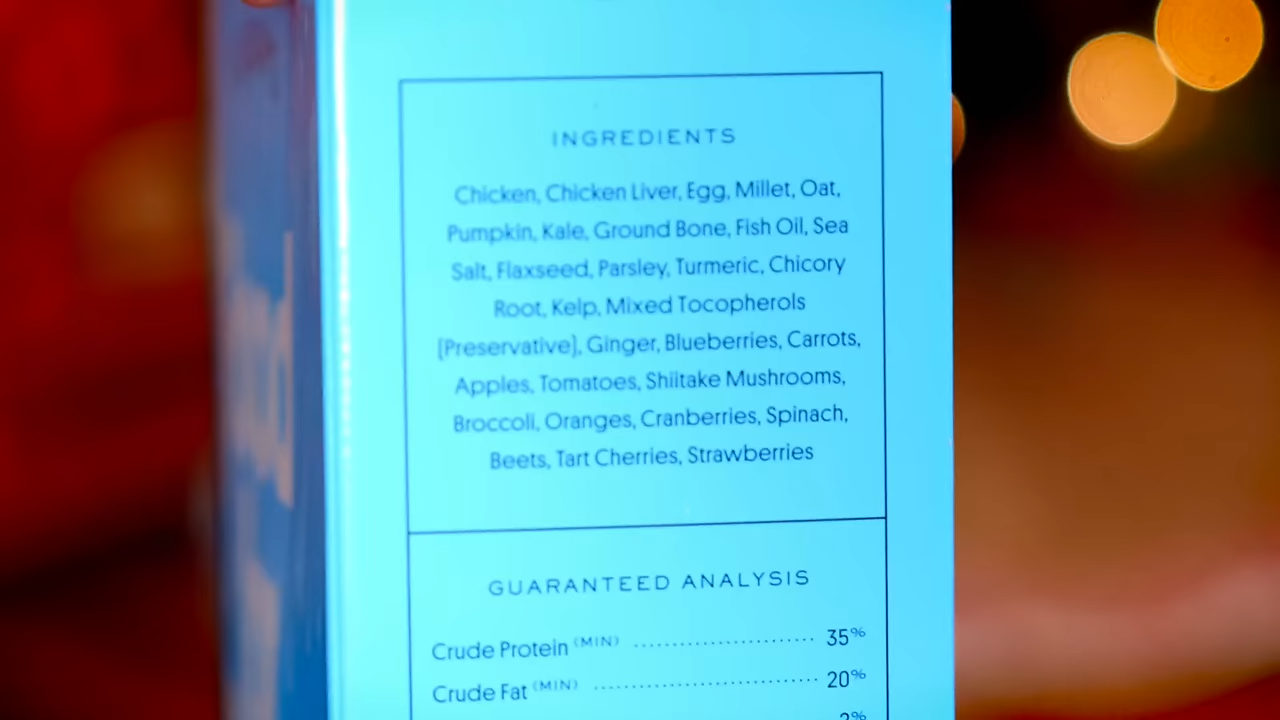 INGREDIENTS
Chicken, Chicken Liver, Egg, Millet, Oat,
Pumpkin, Kale, Ground Bone, Fish Oil, Sea
Salt, Flaxseed, Parsley, Turmeric, Chicory
Root, Kelp, Mixed Tocopherols
[Preservative], Ginger, Blueberries, Carrots,
Apples, Tomatoes, Shiitake Mushrooms,
Broccoli, Oranges, Cranberries, Spinach,
Beets, Tart Cherries, Strawberries
GUARANTEED ANALYSIS
Crude Protein (MIN) ........................ 35%
Crude Fat (MIN) ............................. 20%